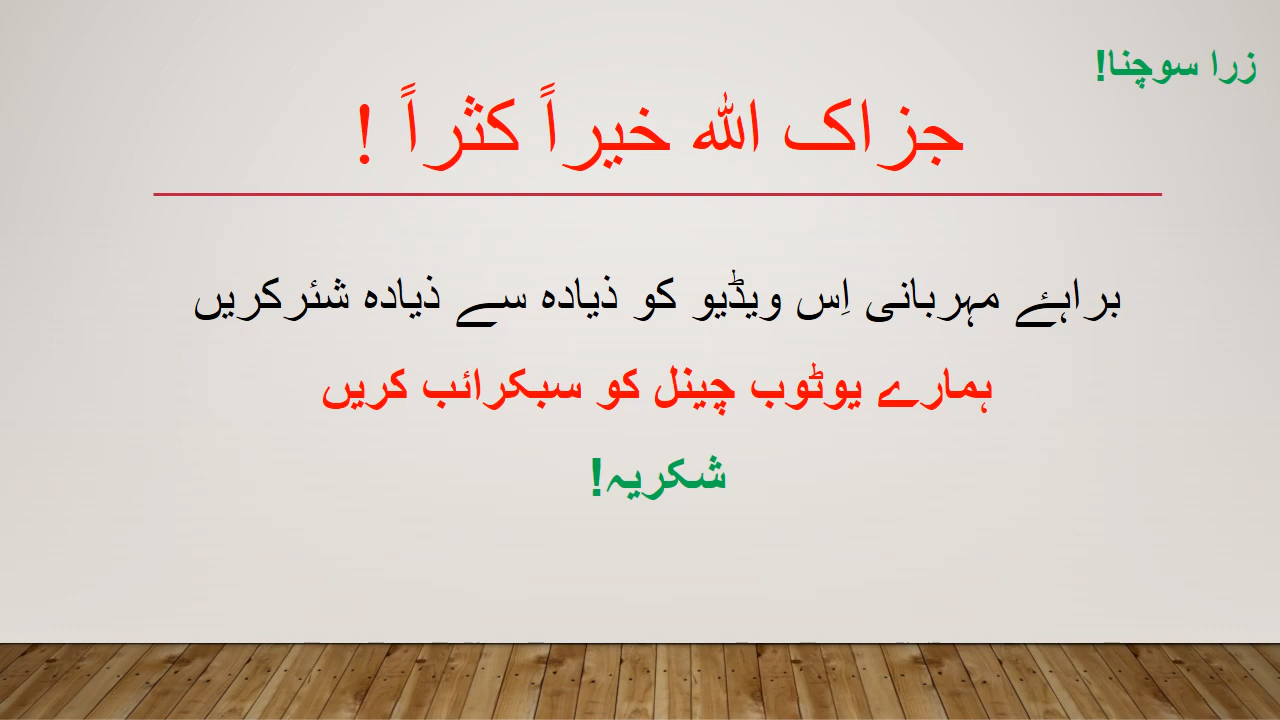 زرا سوچنا!
جزاک اللہ خیراً کثراً !
براہئے مہربانی اِس ویڈیو کو ذیادہ سے ذیادہ شئرکریں
ہمارے یوٹوب چینل کو سبکرائب کریں
شکریہ!